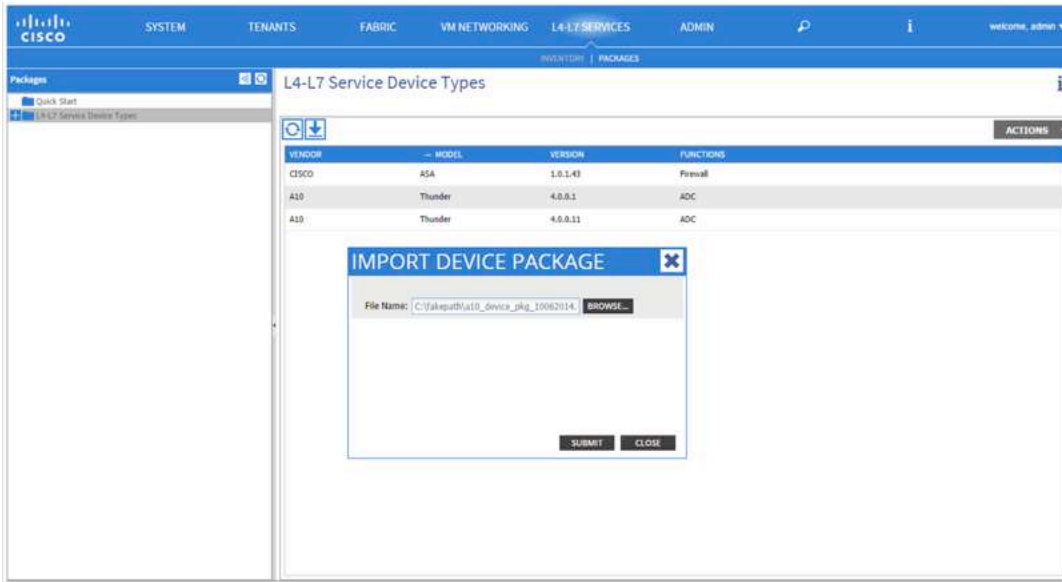 CISCO SYSTEM TENANTS FABRIC VM NETWORKING L4-L7 SERVICES ADMIN i welcome, admin
INVENTORY | PACKAGES
Packages
Quick Start
L4-L7 Service Device Types
L4-L7 Service Device Types i
ACTIONS
VENDOR MODEL VERSION FUNCTIONS
CISCO ASA 1.0.1.43 Firewall
A10 Thunder 4.0.0.1 ADC
A10 Thunder 4.0.0.11 ADC
IMPORT DEVICE PACKAGE
File Name: C:\fakepath\a10_device_pkg_10062014. BROWSE...
SUBMIT CLOSE